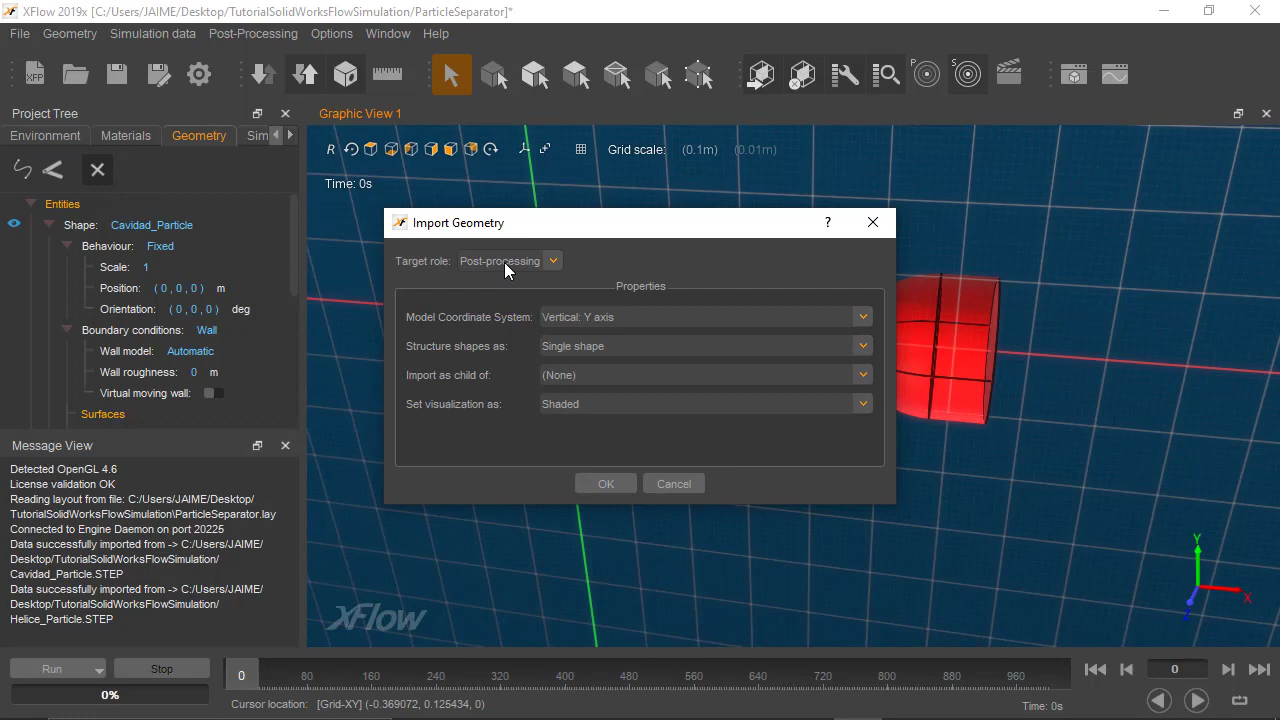 XFlow 2019x [C:/Users/JAIME/Desktop/TutorialSolidWorksFlowSimulation/ParticleSeparator]*
File Geometry Simulation data Post-Processing Options Window Help
Project Tree
Graphic View 1
Environment Materials Geometry Sim
R Grid scale: (0.1m) (0.01m)
Time: 0s
Entities
Shape: Cavidad_Particle
Behaviour: Fixed
Scale: 1
Position: ( 0 , 0 , 0 ) m
Orientation: ( 0 , 0 , 0 ) deg
Boundary conditions: Wall
Wall model: Automatic
Wall roughness: 0 m
Virtual moving wall:
Surfaces
Import Geometry
Target role: Post-processing
Properties
Model Coordinate System: Vertical: Y axis
Structure shapes as: Single shape
Import as child of: (None)
Set visualization as: Shaded
OK Cancel
Message View
Detected OpenGL 4.6
License validation OK
Reading layout from file: C:/Users/JAIME/Desktop/
TutorialSolidWorksFlowSimulation\ParticleSeparator.lay
Connected to Engine Daemon on port 20225
Data successfully imported from -> C:/Users/JAIME/
Desktop/TutorialSolidWorksFlowSimulation/
Cavidad_Particle.STEP
Data successfully imported from -> C:/Users/JAIME/
Desktop/TutorialSolidWorksFlowSimulation/
Helice_Particle.STEP
XFlow
Y
X
Z
Run Stop
0%
0 80 160 240 320 400 480 560 640 720 800 880 960
0
Cursor location: [Grid-XY] (-0.369072, 0.125434, 0)
Time: 0s